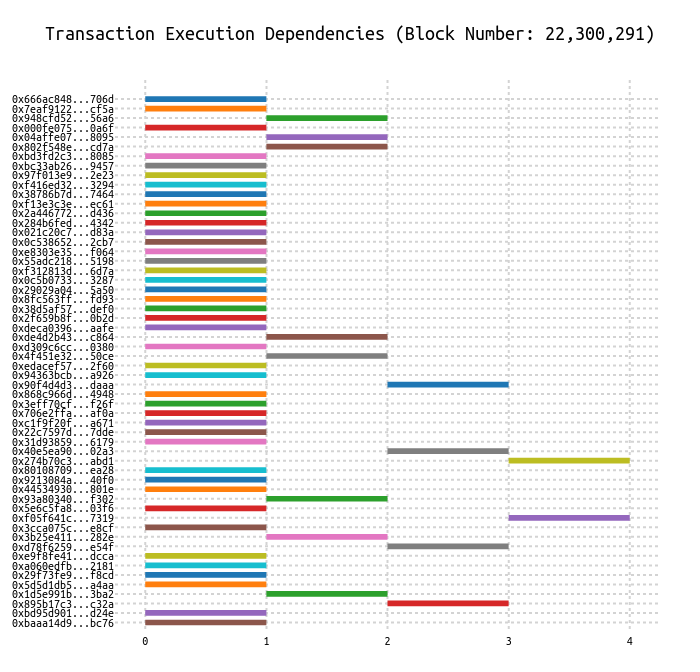 Transaction Execution Dependencies (Block Number: 22,300,291)
0x666ac848...706d
0x7eaf9122...cf5a
0x948cfd52...56a6
0x000fe075...0a6f
0x04affe07...8095
0x802f548e...cd7a
0xbd3fd2c3...8085
0xbc33ab26...9457
0x97f013e9...2e23
0xf416ed32...3294
0x38786b7d...7464
0xf13e3c3e...ec61
0x2a446772...d436
0x284b6fed...4342
0x021c20c7...d83a
0x0c538652...2cb7
0xe8303e35...f064
0x55adc218...5198
0xf312813d...6d7a
0x0c5b0733...3287
0x29029a04...5a50
0x8fc563ff...fd93
0x38d5af57...def0
0x2f659b8f...0b2d
0xdeca0396...aafe
0xde4d2b43...c864
0xd309c6cc...0380
0x4f451e32...50ce
0xedacef57...2f60
0x94363bcb...a926
0x90f4d4d3...daaa
0x868c966d...4948
0x3eff70cf...f26f
0x706e2ffa...af0a
0xc1f9f20f...a671
0x22c7597d...7dde
0x31d93859...6179
0x40e5ea90...02a3
0x274b70c3...abd1
0x80108709...ea28
0x9213084a...40f0
0x44534930...801e
0x93a80340...f302
0x5e6c5fa8...03f6
0xf05f641c...7319
0x3cca075c...e8cf
0x3b25e411...282e
0xd78f6259...e54f
0xe9f8fe41...dcca
0xa060edfb...2181
0x29f73fe9...f8cd
0x5d5d1db5...a4aa
0x1d5e991b...3ba2
0x895b17c3...c32a
0xbd95d901...d24e
0xbaaa14d9...bc76
0 1 2 3 4